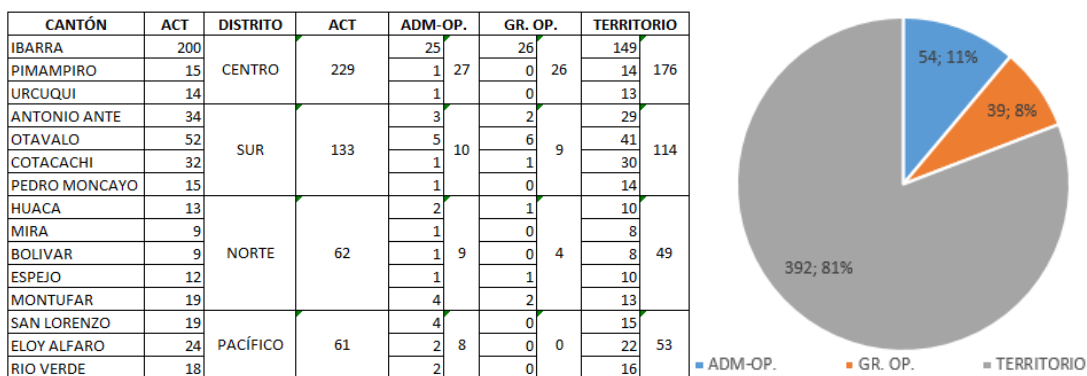 CANTÓN ACT DISTRITO ACT ADM-OP. GR. OP. TERRITORIO
IBARRA 200 25 26 149
PIMAMPIRO 15 CENTRO 229 1 27 0 26 14 176
URCUQUI 14 1 0 13
ANTONIO ANTE 34 3 2 29
OTAVALO 52 5 6 41
SUR 133 10 9 114
COTACACHI 32 1 1 30
PEDRO MONCAYO 15 1 0 14
HUACA 13 2 1 10
MIRA 9 1 0 8
BOLIVAR 9 NORTE 62 1 9 0 4 8 49
ESPEJO 12 1 1 10
MONTUFAR 19 4 2 13
SAN LORENZO 19 4 0 15
ELOY ALFARO 24 PACÍFICO 61 2 8 0 0 22 53
RIO VERDE 18 2 0 16
54; 11%
39; 8%
392; 81%
ADM-OP. GR. OP. TERRITORIO